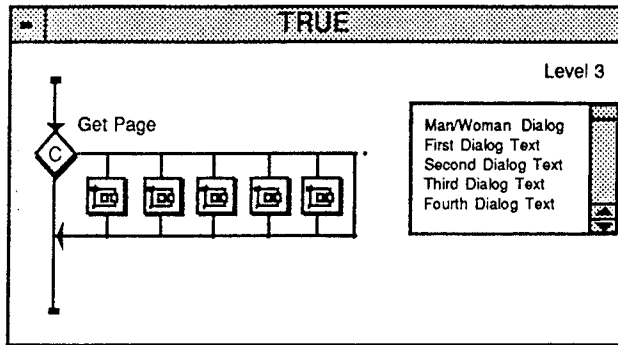 TRUE
Level 3
Get Page
C
Man/Woman Dialog
First Dialog Text
Second Dialog Text
Third Dialog Text
Fourth Dialog Text